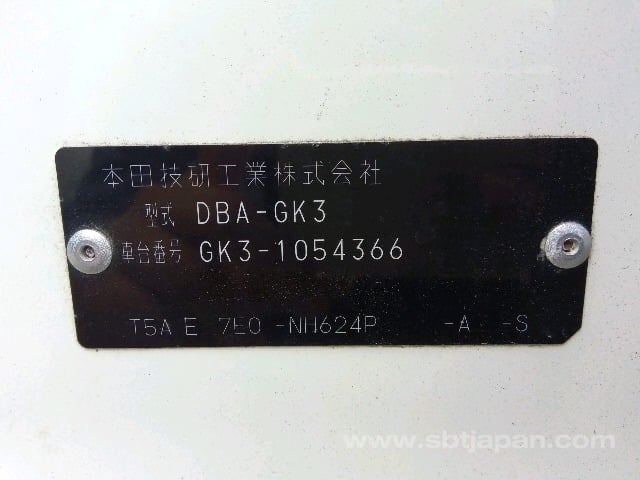 本田技研工業株式会社
型式 DBA-GK3
車台番号 GK3-1054366
T5A E 7E0 -NH624P -A -S
www.sbtjapan.com